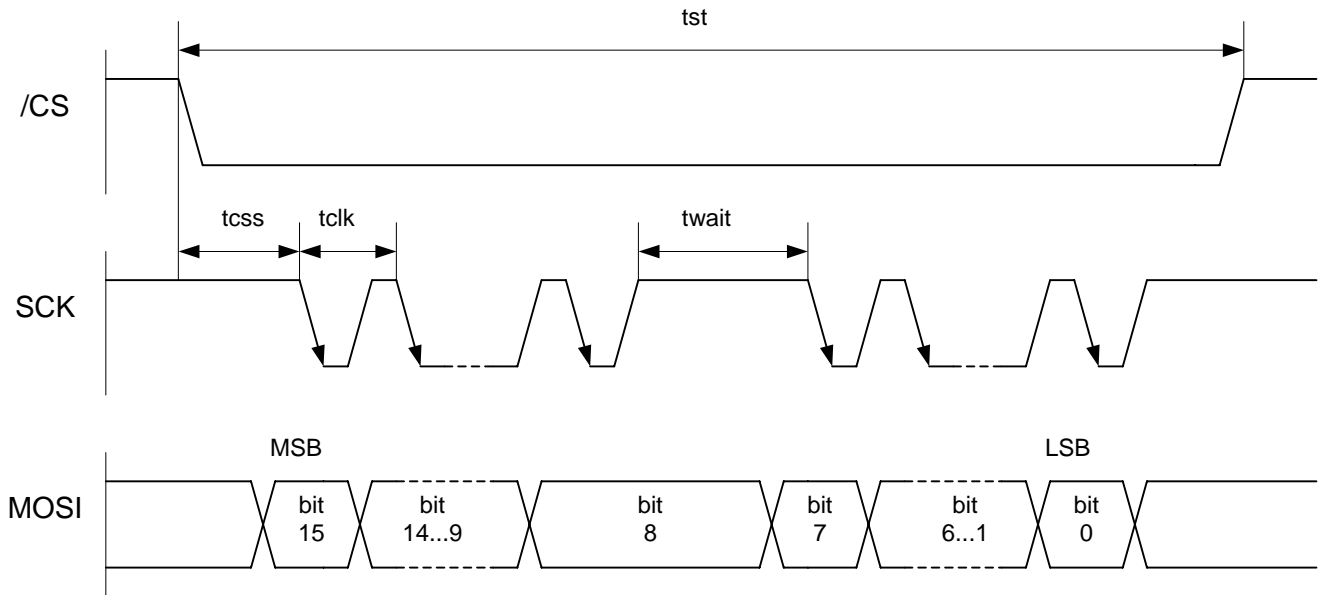 tst
/CS
tcss
tclk
twait
SCK
MSB
LSB
MOSI
bit
15
bit
14...9
bit
8
bit
7
bit
6...1
bit
0